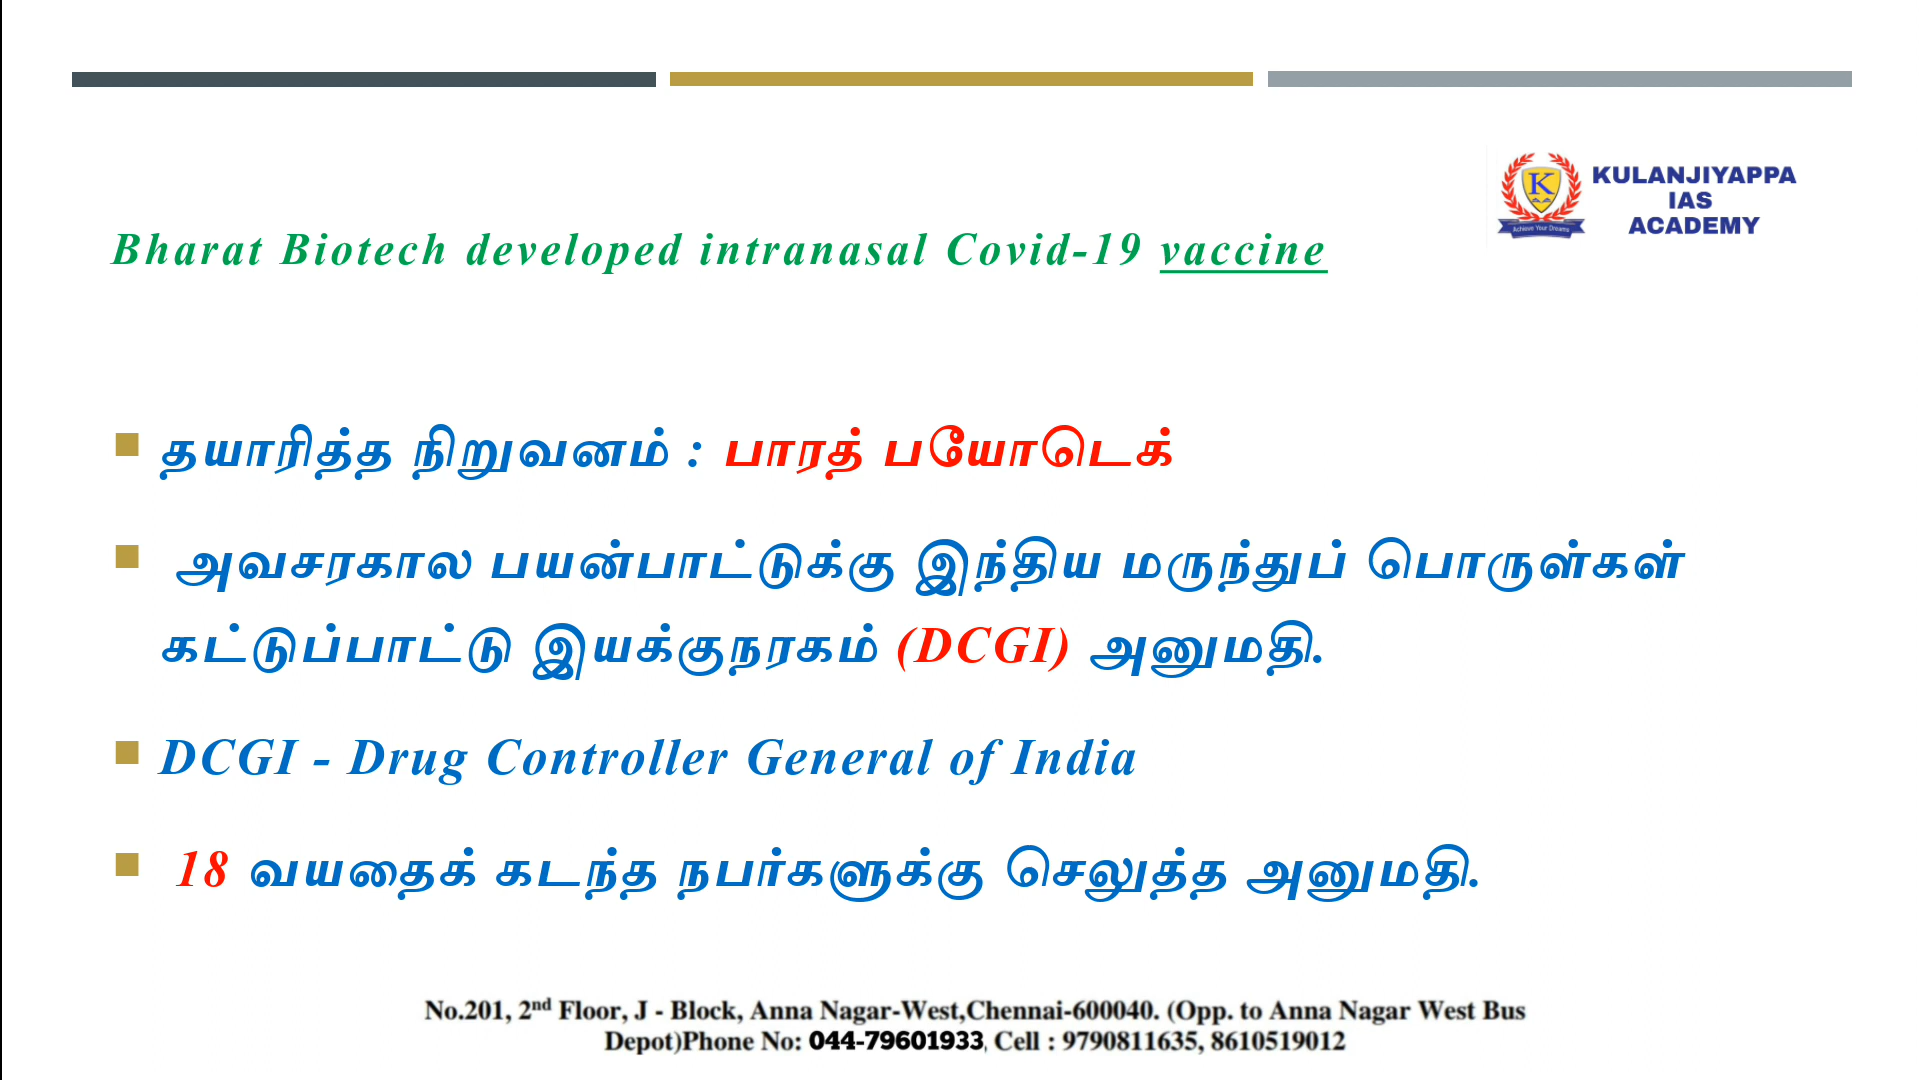 KULANJIYAPPA
IAS
ACADEMY
K
Achieve Your Dreams
Bharat Biotech developed intranasal Covid-19 vaccine
தயாரித்த நிறுவனம் : பாரத் பயோடெக்
அவசரகால பயன்பாட்டுக்கு இந்திய மருந்துப் பொருள்கள்
கட்டுப்பாட்டு இயக்குநரகம் (DCGI) அனுமதி.
DCGI - Drug Controller General of India
18 வயதைக் கடந்த நபர்களுக்கு செலுத்த அனுமதி.
No.201, 2nd Floor, J - Block, Anna Nagar-West,Chennai-600040. (Opp. to Anna Nagar West Bus
Depot)Phone No: 044-79601933, Cell : 9790811635, 8610519012